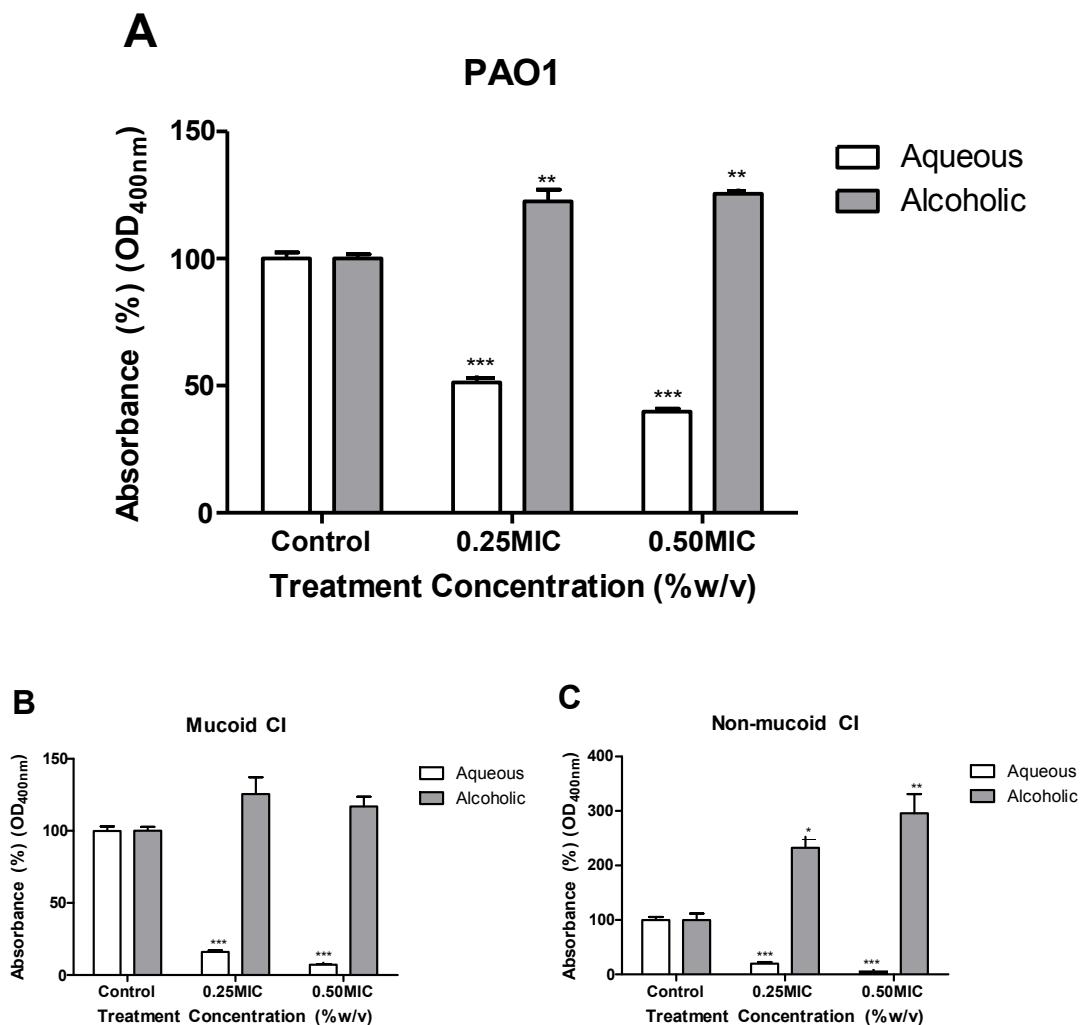 A
PAO1
150
100
50
0
Absorbance (%) (OD400nm)
** **
*** ***
Aqueous
Alcoholic
Control 0.25MIC 0.50MIC
Treatment Concentration (%w/v)
B
Mucoid CI
150
100
50
0
Absorbance (%) (OD400nm)
*** ***
Aqueous
Alcoholic
Control 0.25MIC 0.50MIC
Treatment Concentration (%w/v)
C
Non-mucoid CI
400
300
200
100
0
Absorbance (%) (OD400nm)
* **
*** ***
Aqueous
Alcoholic
Control 0.25MIC 0.50MIC
Treatment Concentration (%w/v)